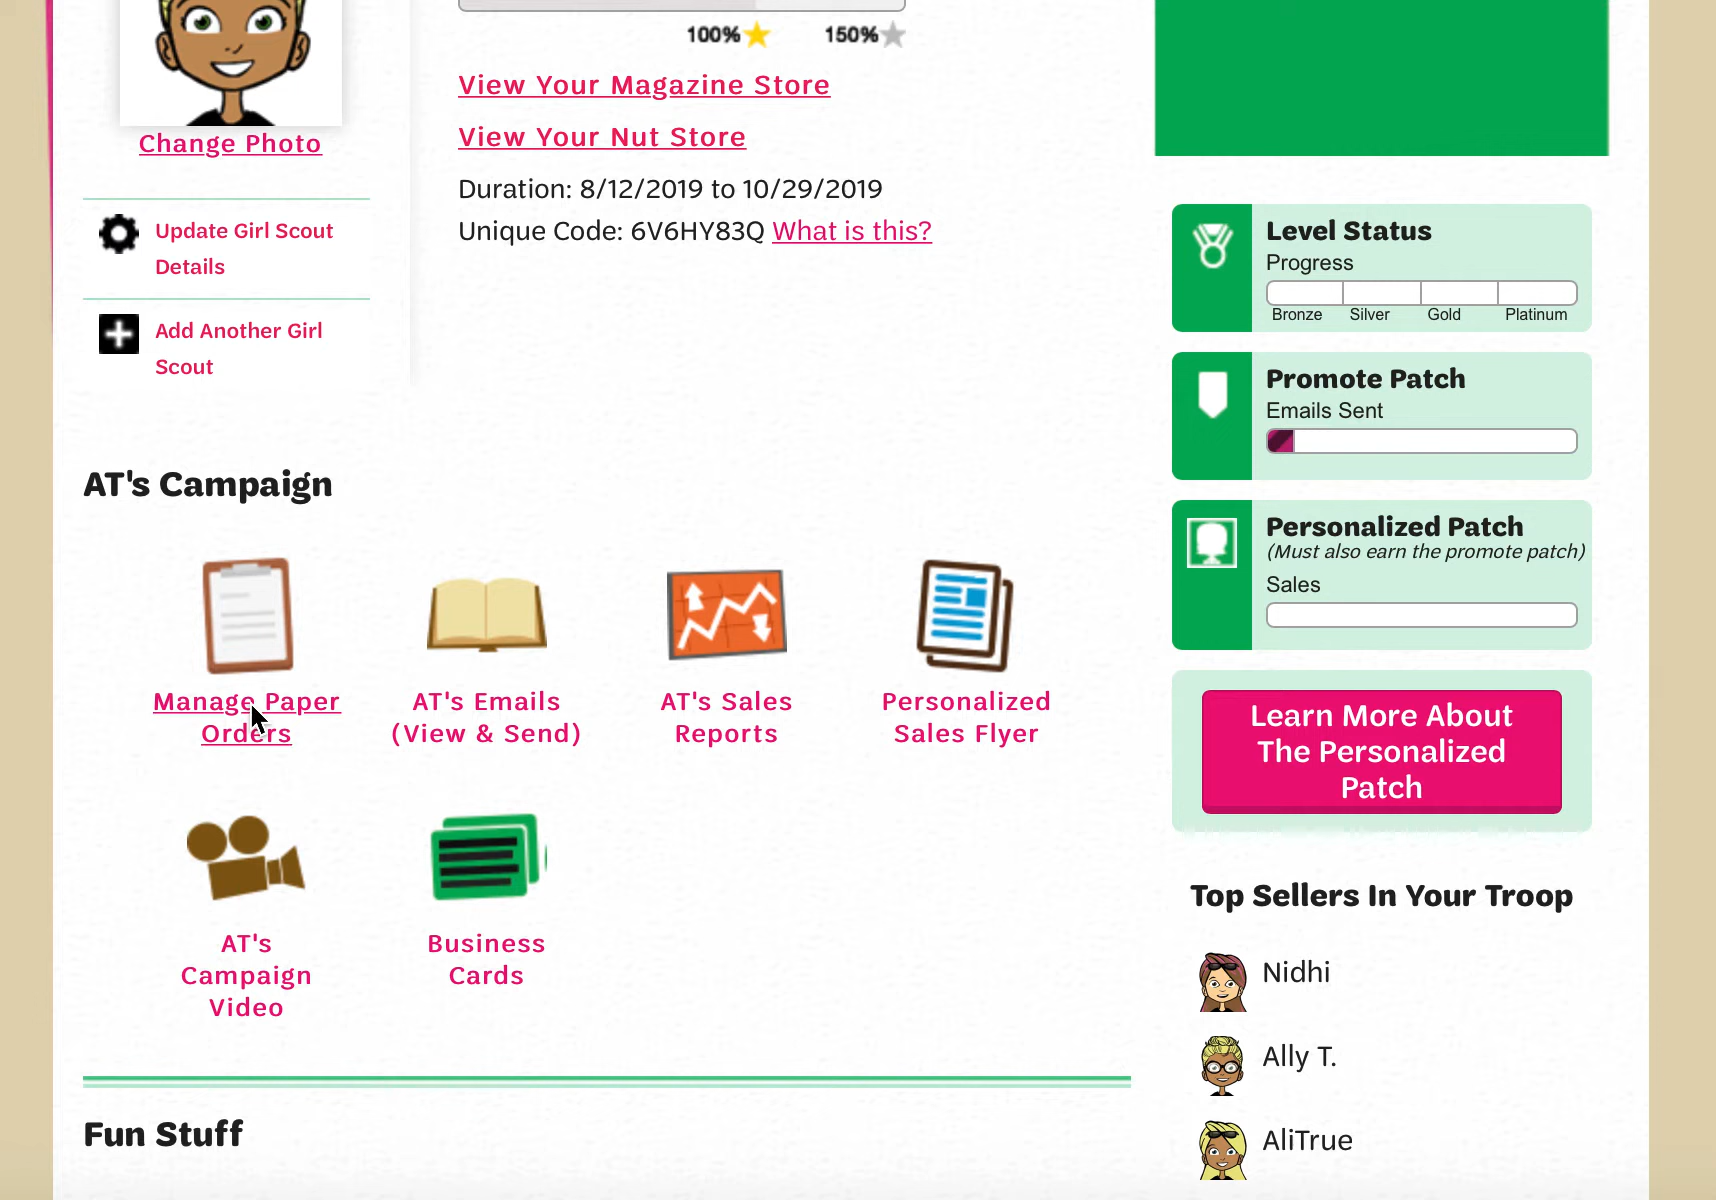 100% 150%
View Your Magazine Store
View Your Nut Store
Duration: 8/12/2019 to 10/29/2019
Unique Code: 6V6HY83Q What is this?
Change Photo
Update Girl Scout
Details
Add Another Girl
Scout
AT's Campaign
Manage Paper
Orders
AT's Emails
(View & Send)
AT's Sales
Reports
Personalized
Sales Flyer
AT's
Campaign
Video
Business
Cards
Fun Stuff
Level Status
Progress
Bronze Silver Gold Platinum
Promote Patch
Emails Sent
Personalized Patch
(Must also earn the promote patch)
Sales
Learn More About
The Personalized
Patch
Top Sellers In Your Troop
Nidhi
Ally T.
AliTrue